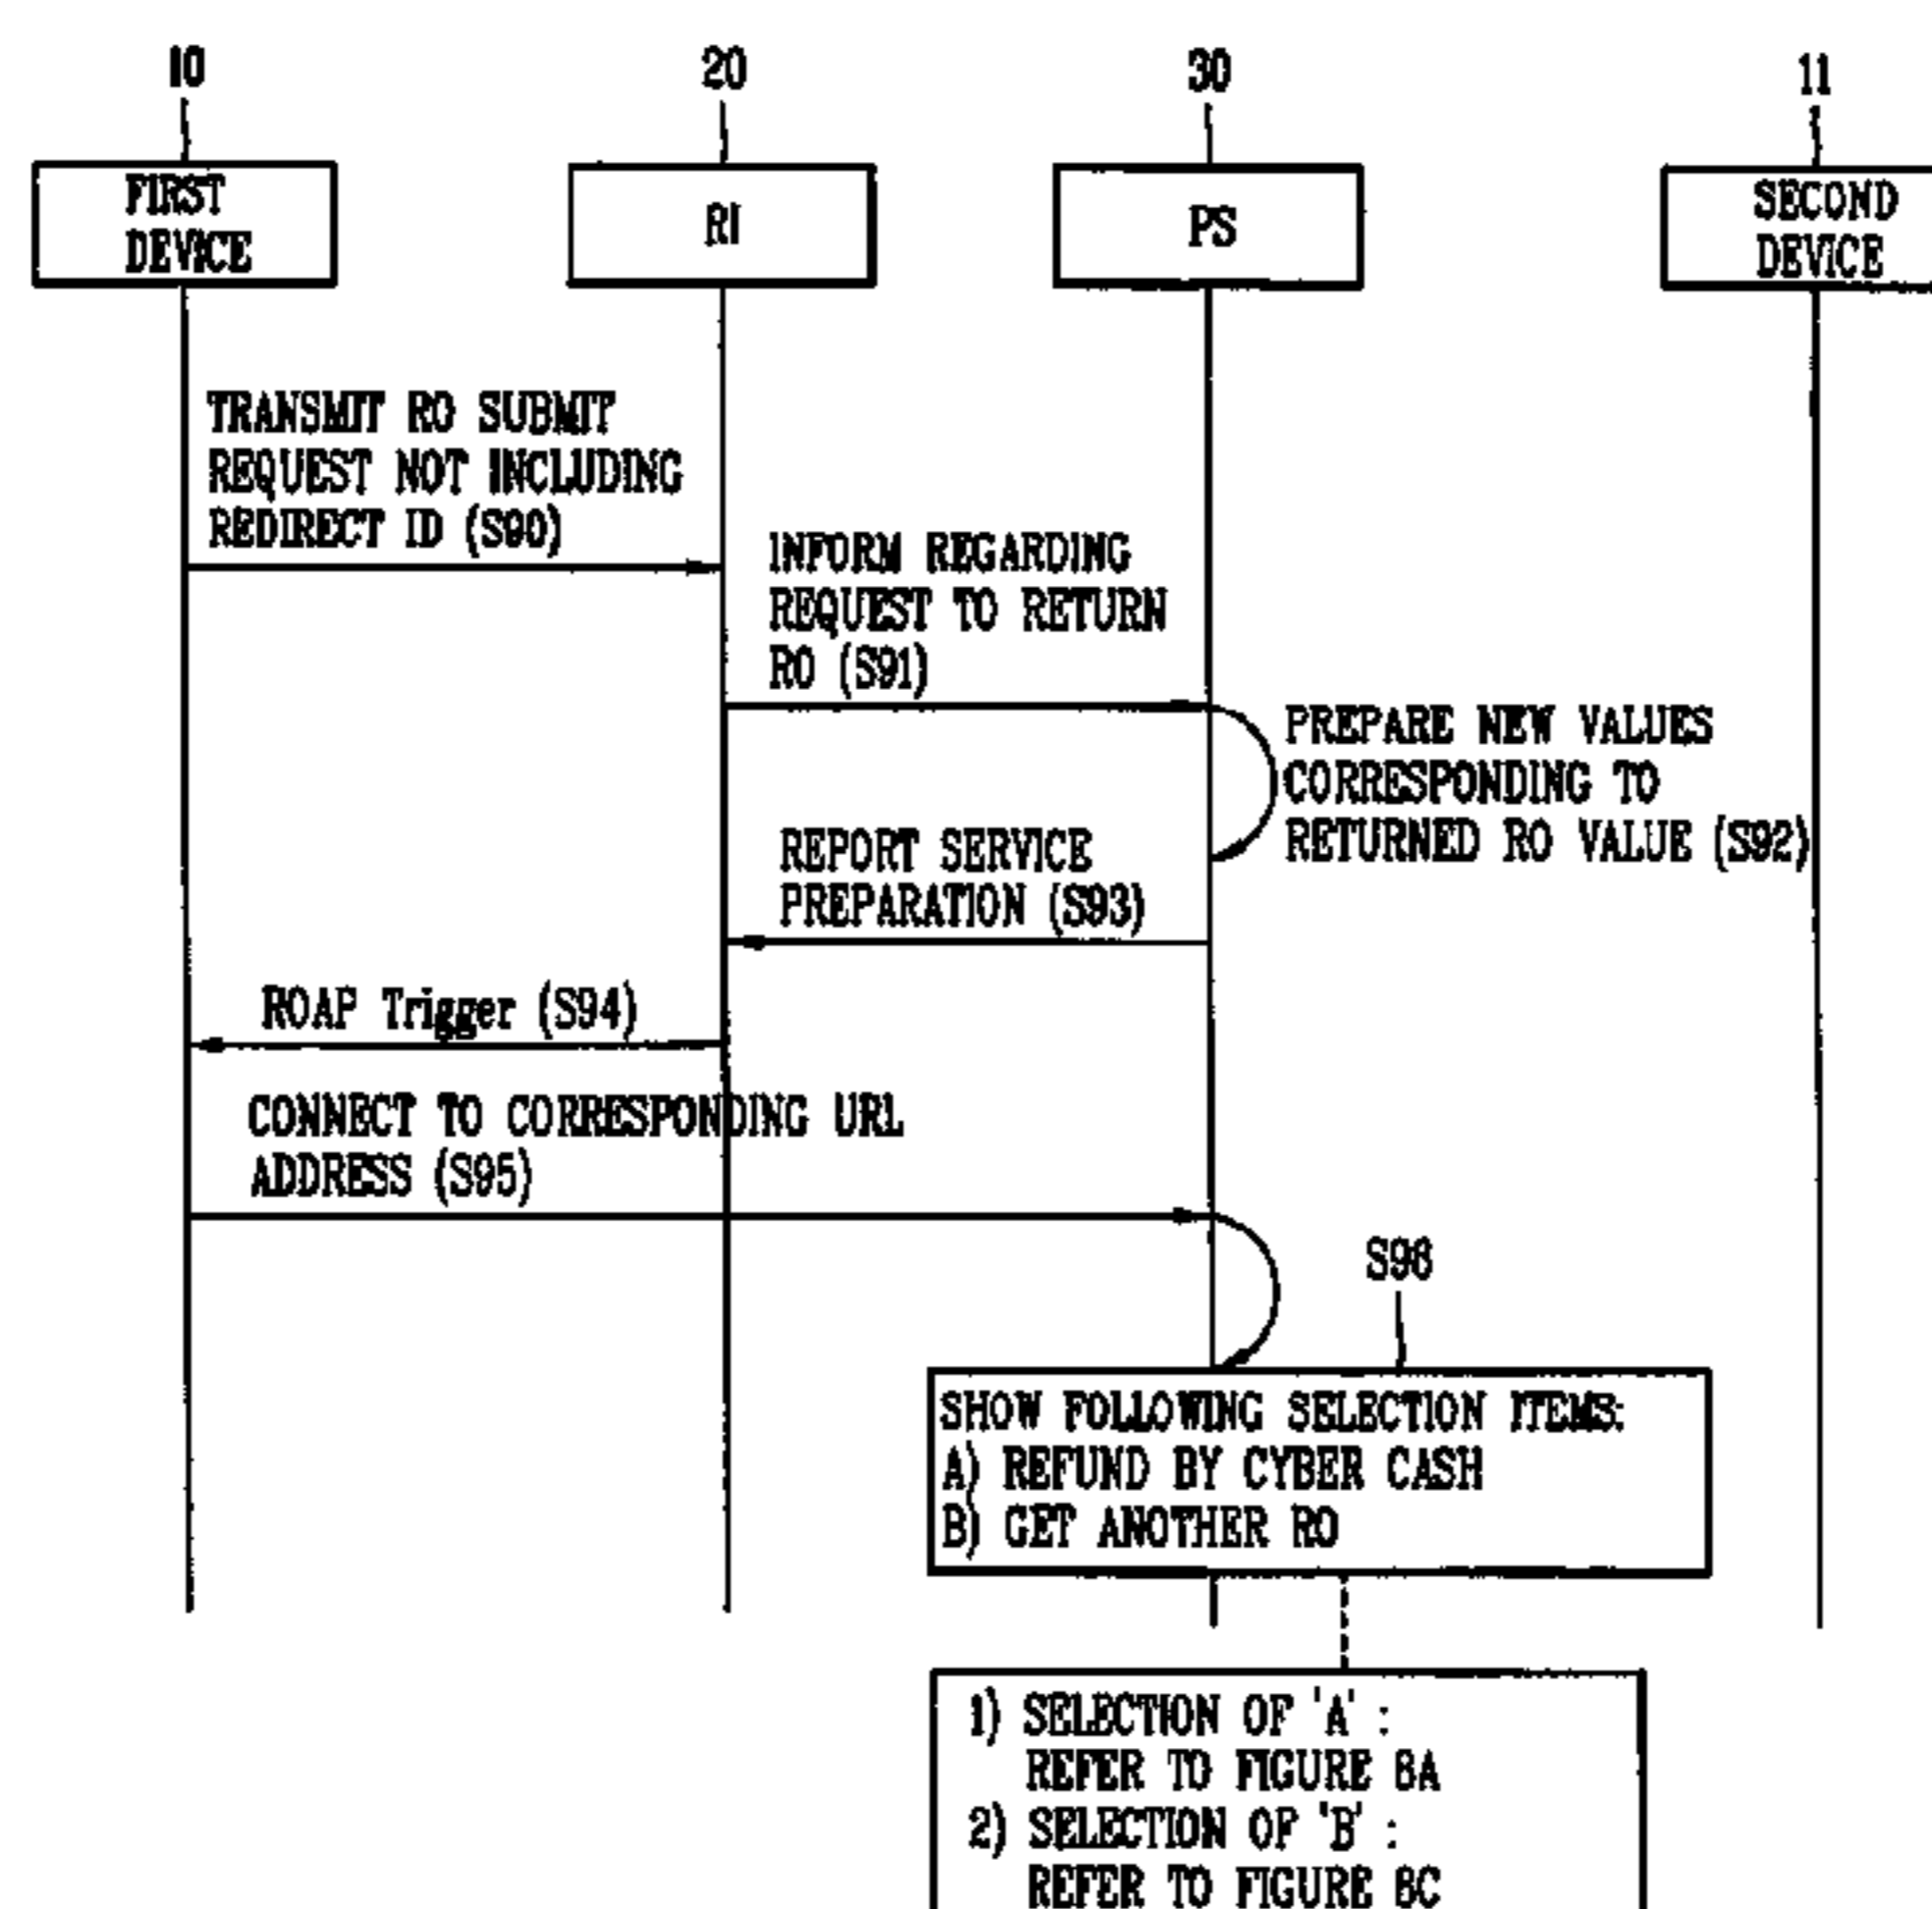 10
20
30
11
FIRST
DEVICE
RI
PS
SECOND
DEVICE
TRANSMIT RO SUBMIT
REQUEST NOT INCLUDING
REDIRECT ID (S90)
INFORM REGARDING
REQUEST TO RETURN
RO (S91)
PREPARE NEW VALUES
CORRESPONDING TO
RETURNED RO VALUE (S92)
REPORT SERVICE
PREPARATION (S93)
ROAP Trigger (S94)
CONNECT TO CORRESPONDING URL
ADDRESS (S95)
S96
SHOW FOLLOWING SELECTION ITEMS:
A) REFUND BY CYBER CASH
B) GET ANOTHER RO
1) SELECTION OF 'A' :
REFER TO FIGURE 8A
2) SELECTION OF 'B' :
REFER TO FIGURE 8C